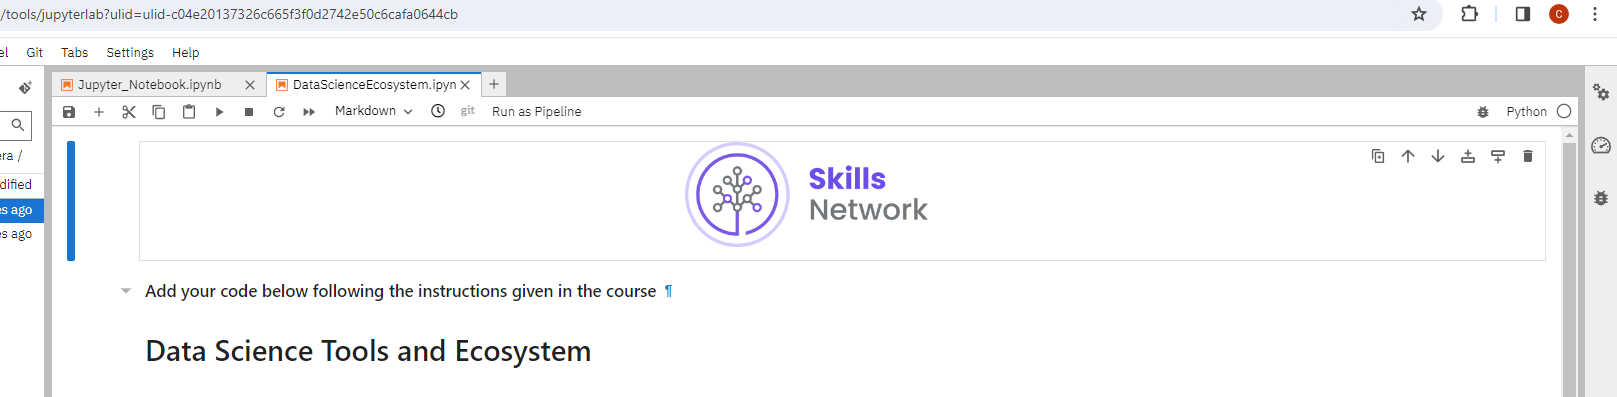 /tools/jupyterlab?ulid=ulid-c04e20137326c665f3f0d2742e50c6cafa0644cb
C
el Git Tabs Settings Help
Jupyter_Notebook.ipynb DataScienceEcosystem.ipyn
Markdown git Run as Pipeline Python
era /
dified
es ago
es ago
Skills
Network
Add your code below following the instructions given in the course ¶
Data Science Tools and Ecosystem